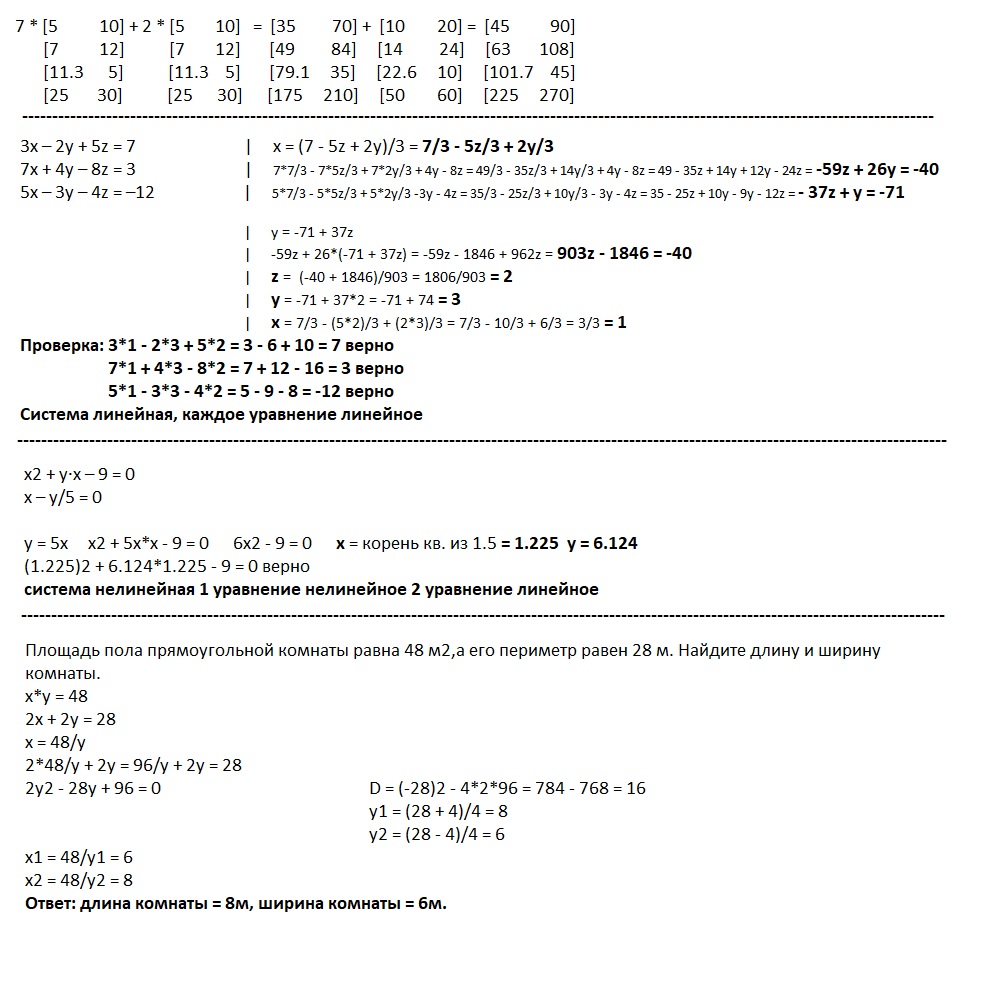 7 * [5 10] + 2 * [5 10] = [35 70] + [10 20] = [45 90]
[7 12] [7 12] [49 84] [14 24] [63 108]
[11.3 5] [11.3 5] [79.1 35] [22.6 10] [101.7 45]
[25 30] [25 30] [175 210] [50 60] [225 270]
------------------------------------------------------------
3x – 2y + 5z = 7 | x = (7 - 5z + 2y)/3 = 7/3 - 5z/3 + 2y/3
7x + 4y – 8z = 3 | 7*7/3 - 7*5z/3 + 7*2y/3 + 4y - 8z = 49/3 - 35z/3 + 14y/3 + 4y - 8z = 49 - 35z + 14y + 12y - 24z = -59z + 26y = -40
5x – 3y – 4z = –12 | 5*7/3 - 5*5z/3 + 5*2y/3 -3y - 4z = 35/3 - 25z/3 + 10y/3 - 3y - 4z = 35 - 25z + 10y - 9y - 12z = - 37z + y = -71
| y = -71 + 37z
| -59z + 26*(-71 + 37z) = -59z - 1846 + 962z = 903z - 1846 = -40
| z = (-40 + 1846)/903 = 1806/903 = 2
| y = -71 + 37*2 = -71 + 74 = 3
| x = 7/3 - (5*2)/3 + (2*3)/3 = 7/3 - 10/3 + 6/3 = 3/3 = 1
Проверка: 3*1 - 2*3 + 5*2 = 3 - 6 + 10 = 7 верно
7*1 + 4*3 - 8*2 = 7 + 12 - 16 = 3 верно
5*1 - 3*3 - 4*2 = 5 - 9 - 8 = -12 верно
Система линейная, каждое уравнение линейное
------------------------------------------------------------
x2 + y·x – 9 = 0
x – y/5 = 0
y = 5x x2 + 5x*x - 9 = 0 6x2 - 9 = 0 x = корень кв. из 1.5 = 1.225 y = 6.124
(1.225)2 + 6.124*1.225 - 9 = 0 верно
система нелинейная 1 уравнение нелинейное 2 уравнение линейное
------------------------------------------------------------
Площадь пола прямоугольной комнаты равна 48 м2,а его периметр равен 28 м. Найдите длину и ширину
комнаты.
x*y = 48
2x + 2y = 28
x = 48/y
2*48/y + 2y = 96/y + 2y = 28
2y2 - 28y + 96 = 0 D = (-28)2 - 4*2*96 = 784 - 768 = 16
y1 = (28 + 4)/4 = 8
y2 = (28 - 4)/4 = 6
x1 = 48/y1 = 6
x2 = 48/y2 = 8
Ответ: длина комнаты = 8м, ширина комнаты = 6м.